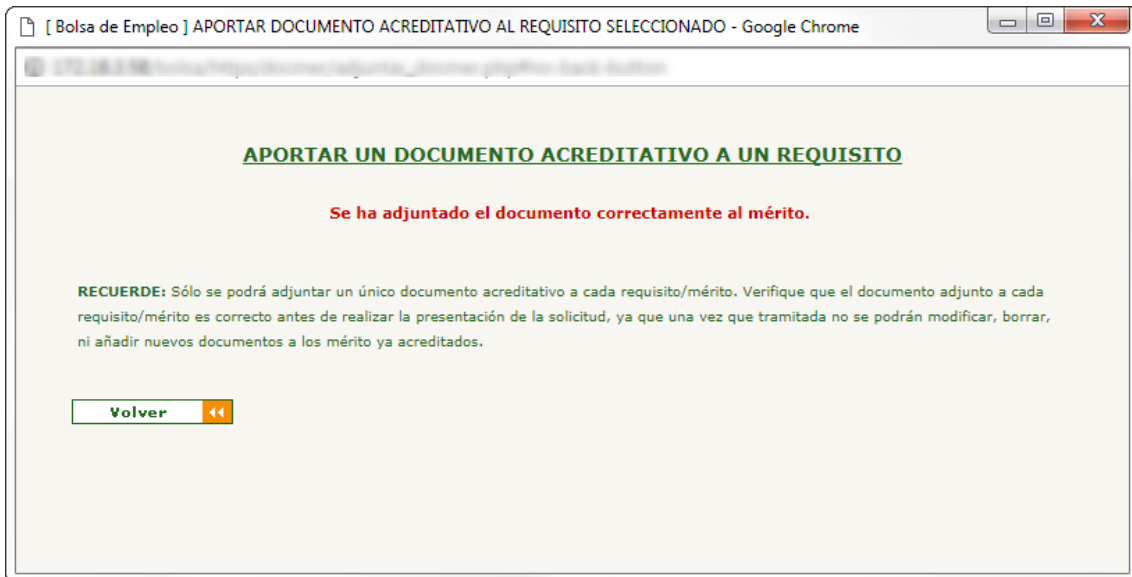 [ Bolsa de Empleo ] APORTAR DOCUMENTO ACREDITATIVO AL REQUISITO SELECCIONADO - Google Chrome
APORTAR UN DOCUMENTO ACREDITATIVO A UN REQUISITO
Se ha adjuntado el documento correctamente al mérito.
RECUERDE: Sólo se podrá adjuntar un único documento acreditativo a cada requisito/mérito. Verifique que el documento adjunto a cada
requisito/mérito es correcto antes de realizar la presentación de la solicitud, ya que una vez que tramitada no se podrán modificar, borrar,
ni añadir nuevos documentos a los mérito ya acreditados.
Volver